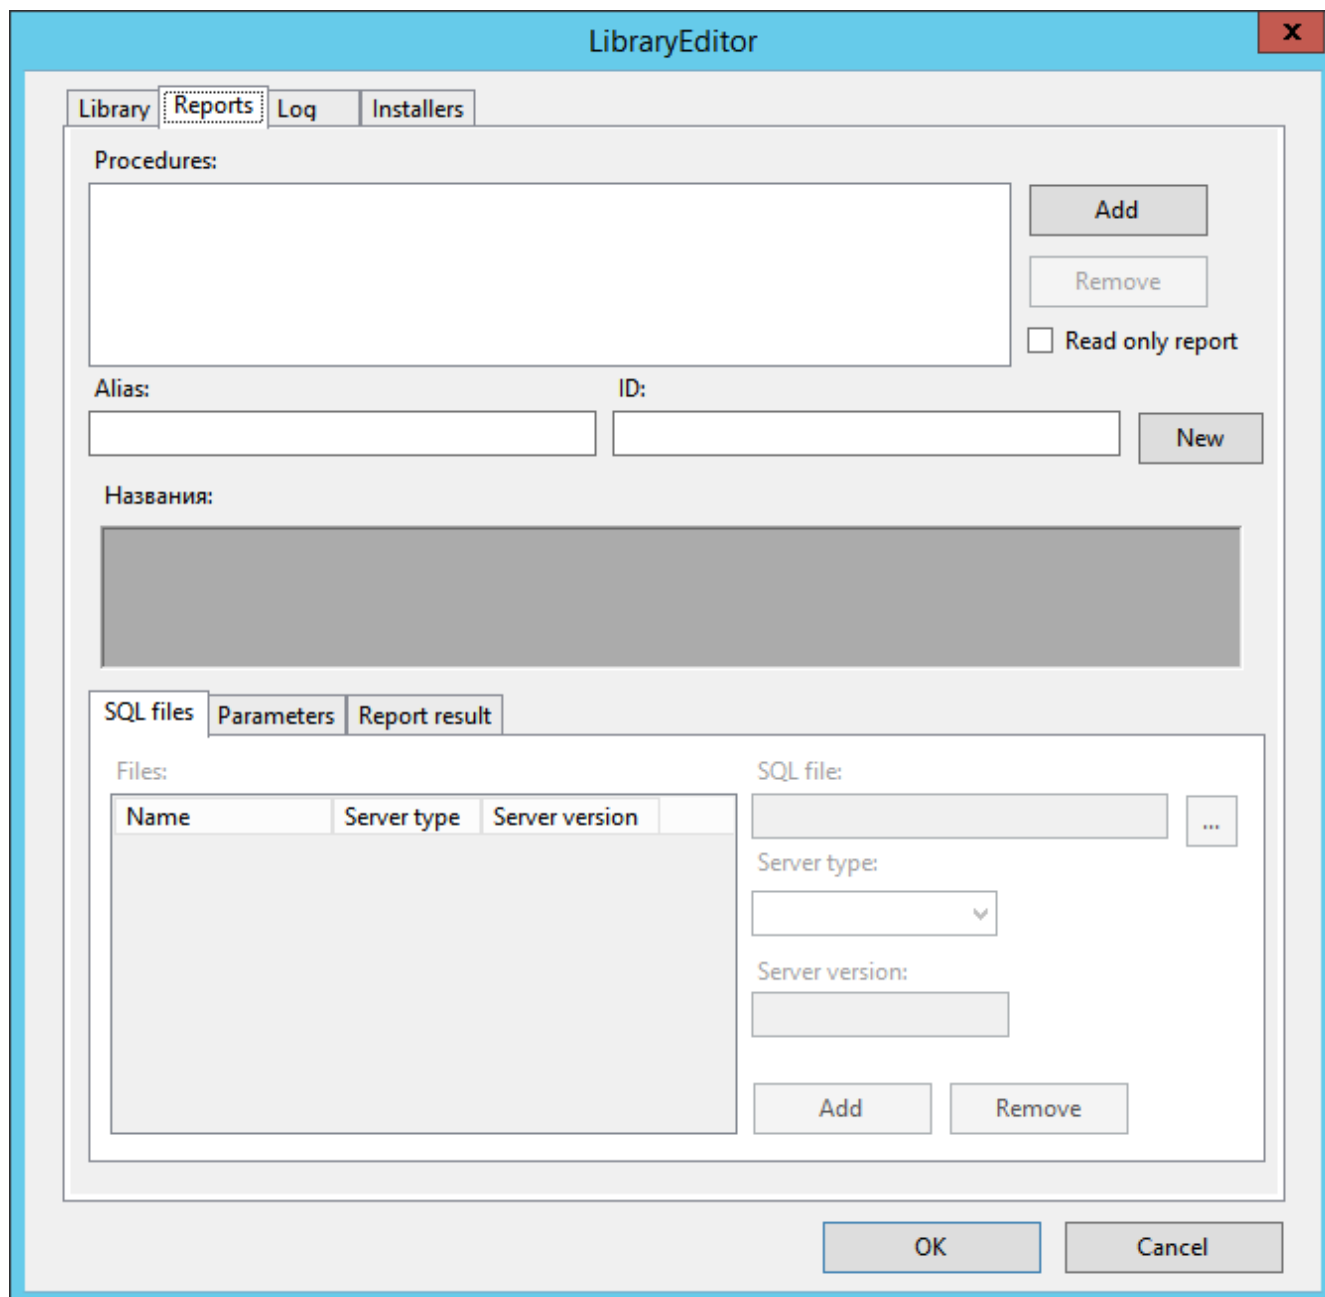 LibraryEditor
x
Library Reports Log Installers
Procedures:
Add
Remove
Read only report
Alias: ID:
New
Названия:
SQL files Parameters Report result
Files: SQL file:
Name Server type Server version
...
Server type:
Server version:
Add Remove
OK Cancel